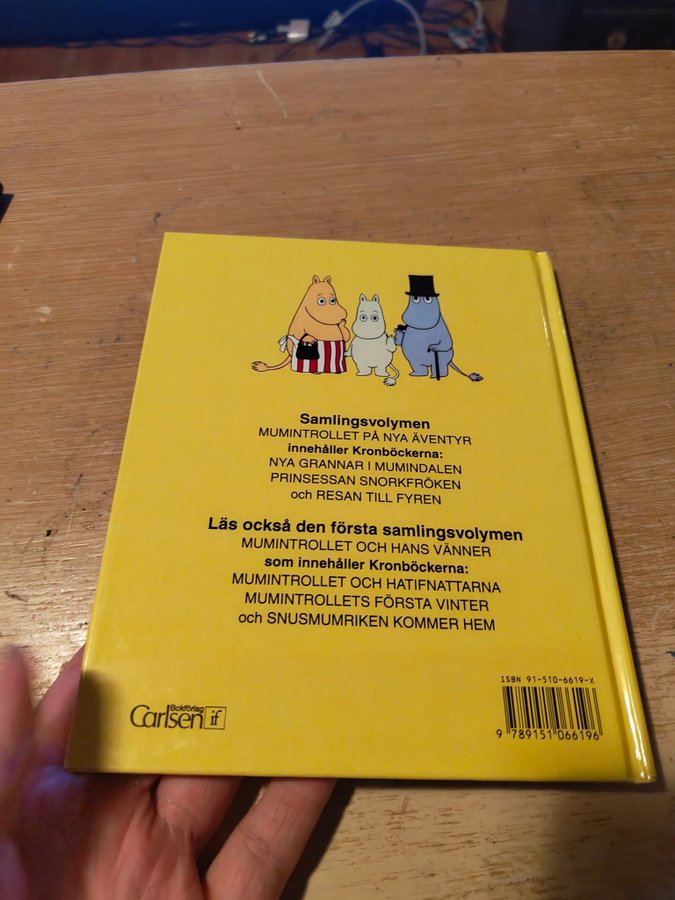 Samlingsvolymen
MUMINTROLLET PÅ NYA ÄVENTYR
innehåller Kronböckerna:
NYA GRANNAR I MUMINDALEN
PRINSESSAN SNORKFRÖKEN
och RESAN TILL FYREN
Läs också den första samlingsvolymen
MUMINTROLLET OCH HANS VÄNNER
som innehåller Kronböckerna:
MUMINTROLLET OCH HATIFNATTARNA
MUMINTROLLETS FÖRSTA VINTER
och SNUSMUMRIKEN KOMMER HEM
ISBN 91-510-6619-X
9 789151 066196
Bokförlag
Carlsen if